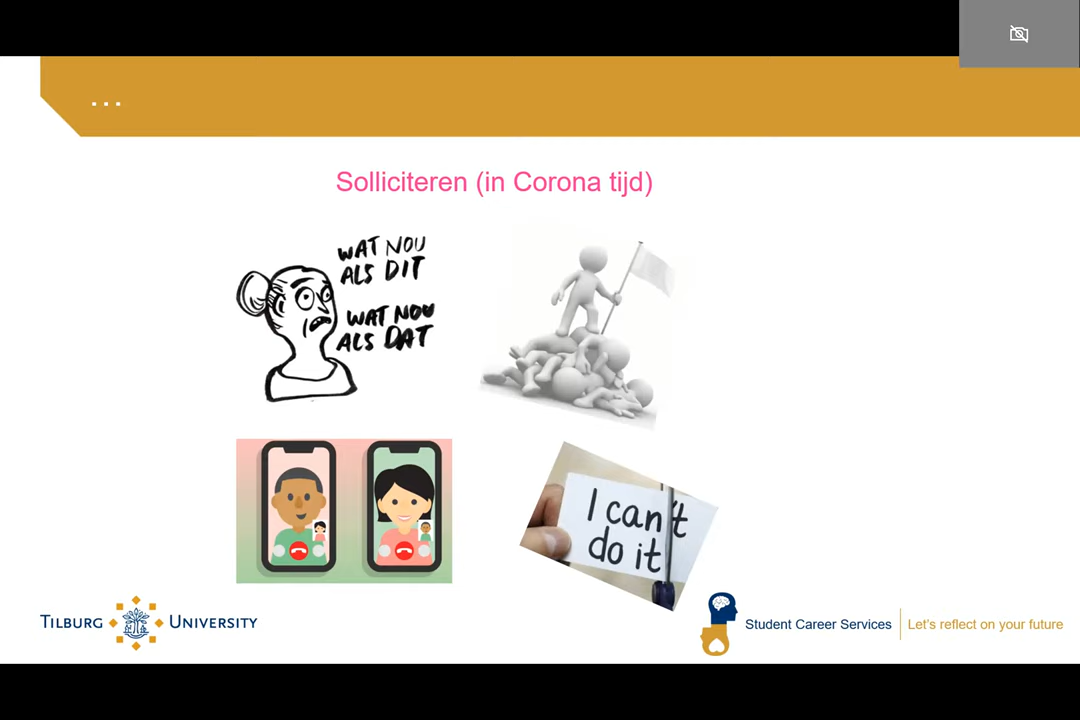 ...
Solliciteren (in Corona tijd)
WAT NOU
ALS DIT
WAT NOU
ALS DAT
I can't
do it
TILBURG UNIVERSITY
Student Career Services
Let's reflect on your future